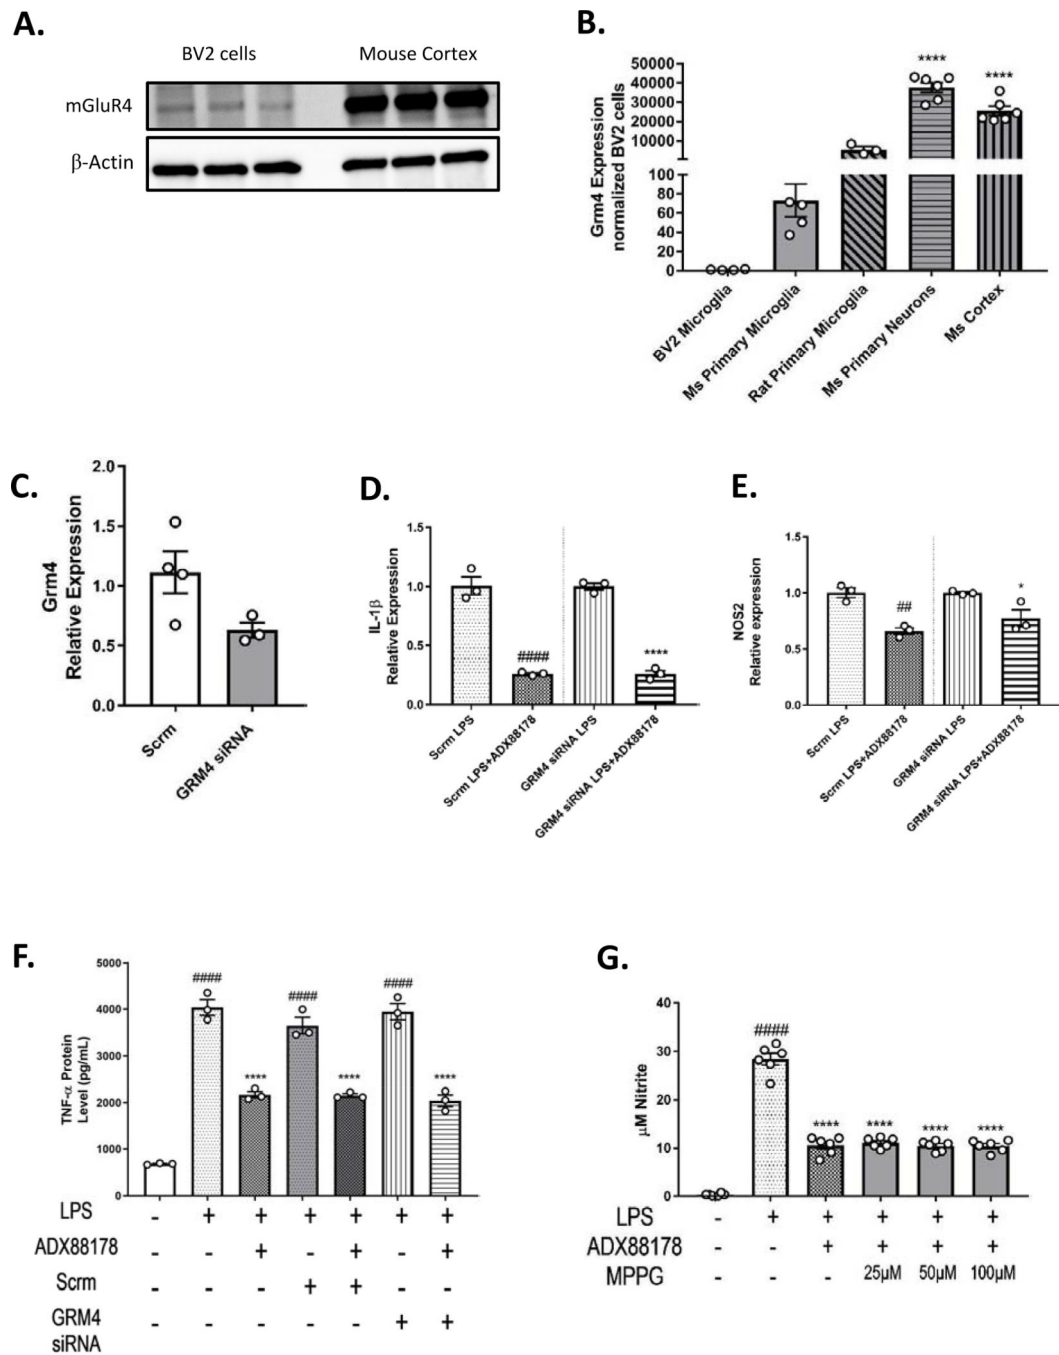 A.
BV2 cells Mouse Cortex
mGluR4
β-Actin
B.
Grm4 Expression
normalized BV2 cells
50000
40000
30000
20000
10000
100
80
60
40
20
0
****
****
BV2 Microglia
Ms Primary Microglia
Rat Primary Microglia
Ms Primary Neurons
Ms Cortex
C.
Grm4
Relative Expression
2.0
1.5
1.0
0.5
0.0
Scrm
GRM4 siRNA
D.
IL-1β
Relative Expression
1.5
1.0
0.5
0.0
####
****
Scrm LPS
Scrm LPS+ADX88178
GRM4 siRNA LPS
GRM4 siRNA LPS+ADX88178
E.
NOS2
Relative expression
1.5
1.0
0.5
0.0
##
*
Scrm LPS
Scrm LPS+ADX88178
GRM4 siRNA LPS
GRM4 siRNA LPS+ADX88178
F.
TNF-α Protein
Level (pg/mL)
5000
4000
3000
2000
1000
0
####
****
####
****
####
****
LPS - + + + + + +
ADX88178 - - + - + - +
Scrm - - - + + - -
GRM4 - - - - - + +
siRNA
G.
μM Nitrite
40
30
20
10
0
####
****
****
****
****
LPS - + + + + +
ADX88178 - - + + + +
MPPG - - - 25μM 50μM 100μM